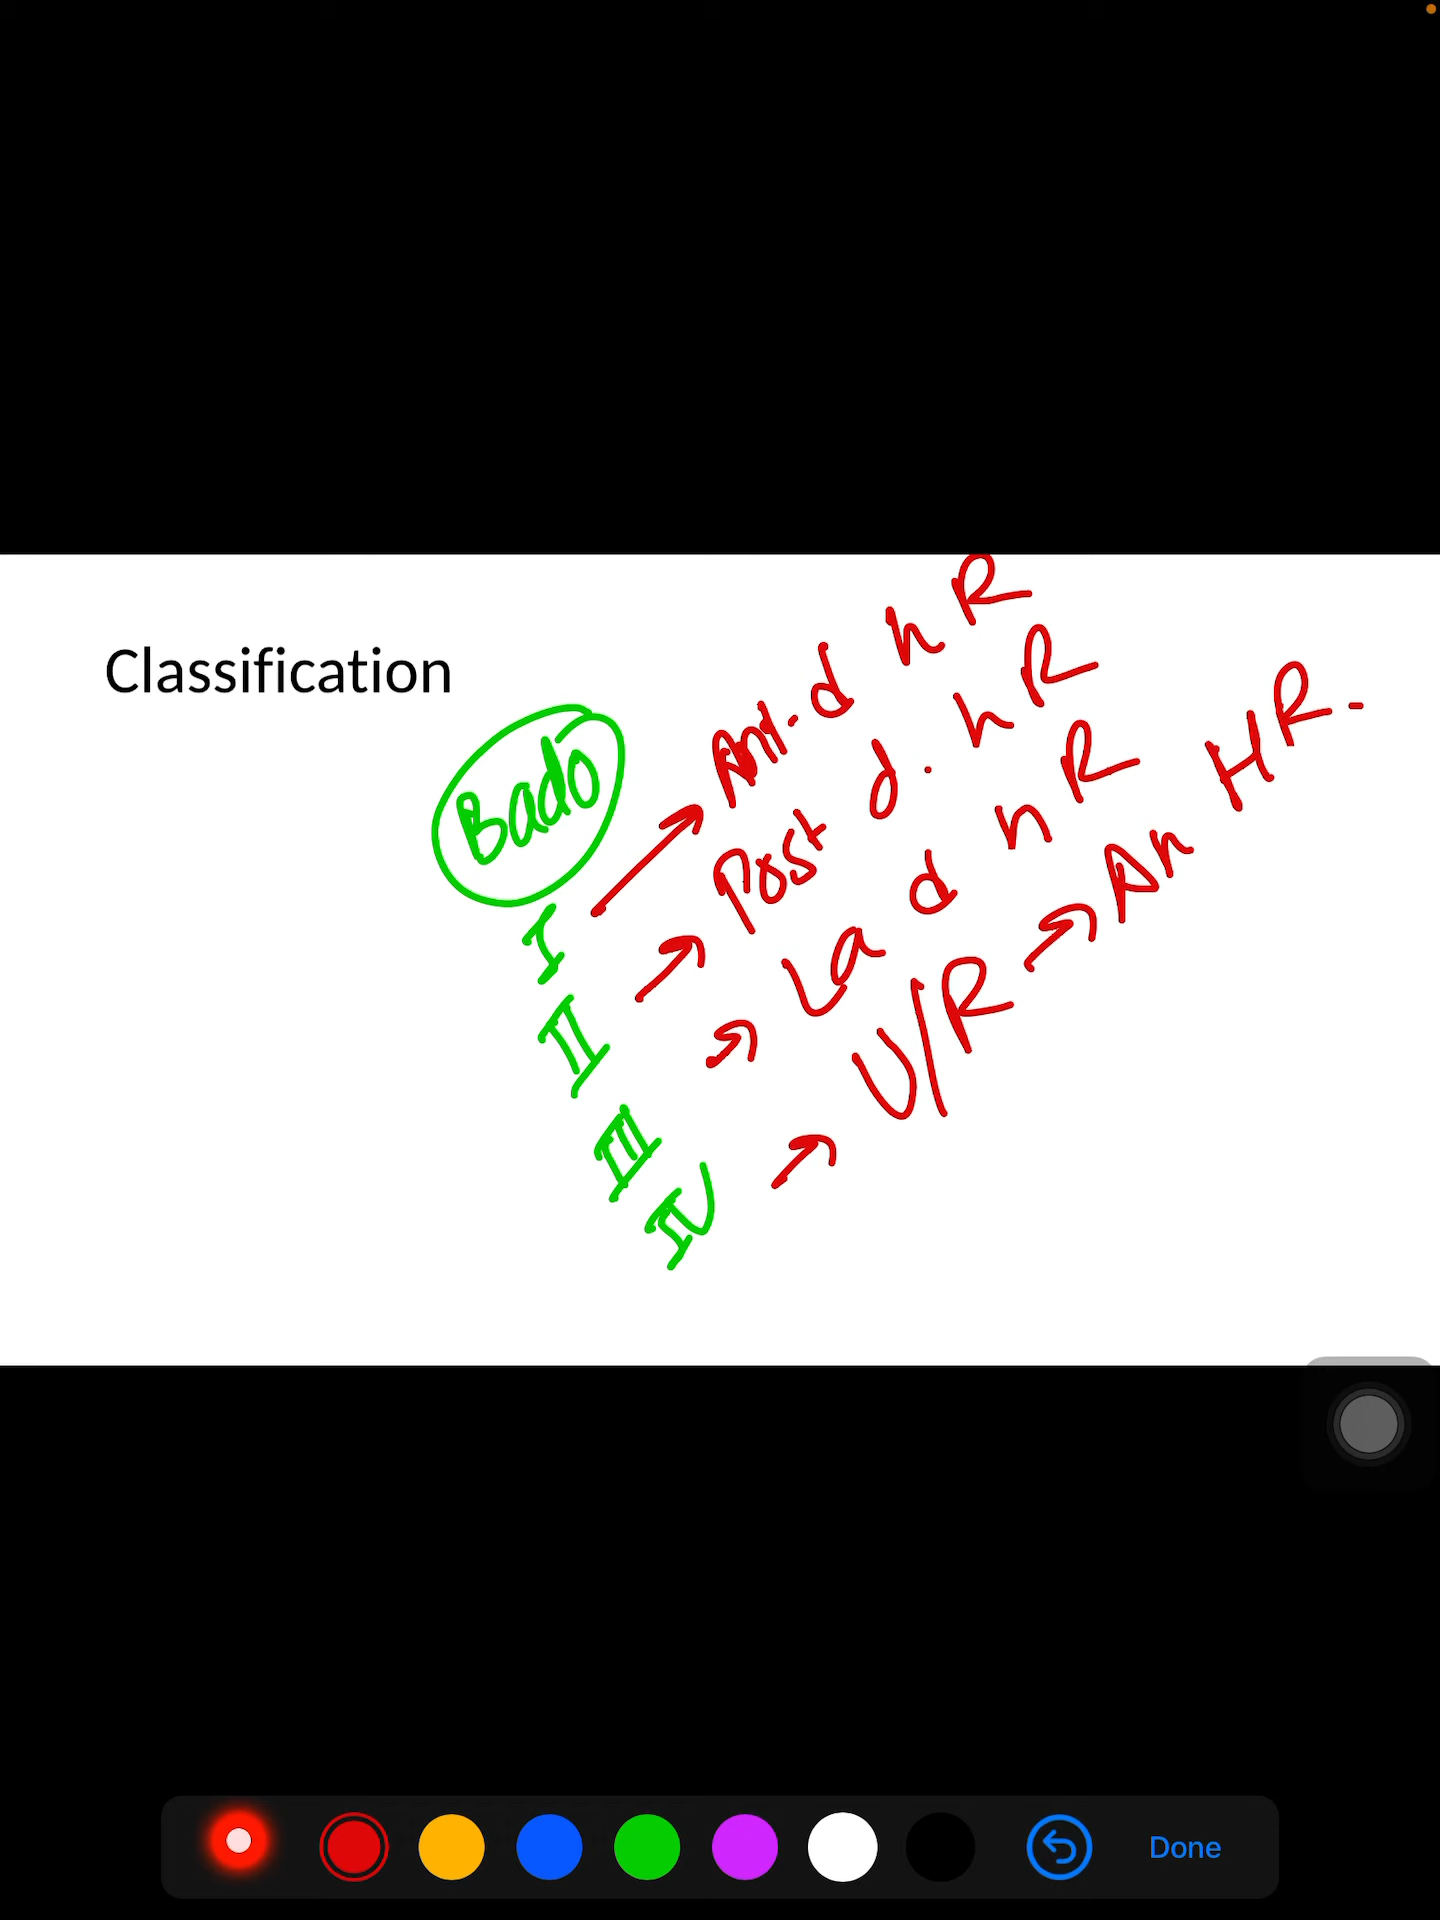 Classification
Bado
I → Ant. d h R
II → Post d. h R
III → La d h R
IV → U/R → An HR.
Done